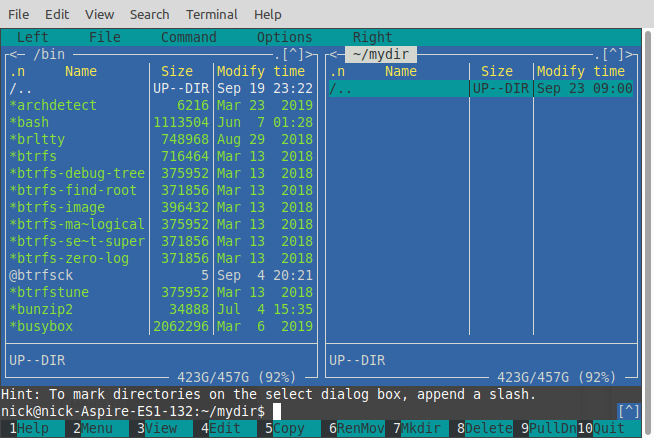 File Edit View Search Terminal Help
Left File Command Options Right
<─ /bin ─.[^]> <─ ~/mydir ─.[^]>
.n Name Size Modify time .n Name Size Modify time
/.. UP--DIR Sep 19 23:22 /.. UP--DIR Sep 23 09:00
*archdetect 6216 Mar 23 2019
*bash 1113504 Jun 7 01:28
*brltty 748968 Aug 29 2018
*btrfs 716464 Mar 13 2018
*btrfs-debug-tree 375952 Mar 13 2018
*btrfs-find-root 371856 Mar 13 2018
*btrfs-image 396432 Mar 13 2018
*btrfs-ma~logical 375952 Mar 13 2018
*btrfs-se~t-super 371856 Mar 13 2018
*btrfs-zero-log 371856 Mar 13 2018
@btrfsck 5 Sep 4 20:21
*btrfstune 375952 Mar 13 2018
*bunzip2 34888 Jul 4 15:35
*busybox 2062296 Mar 6 2019
UP--DIR UP--DIR
423G/457G (92%) 423G/457G (92%)
Hint: To mark directories on the select dialog box, append a slash.
nick@nick-Aspire-ES1-132:~/mydir$ [^]
1Help 2Menu 3View 4Edit 5Copy 6RenMov 7Mkdir 8Delete 9PullDn 10Quit